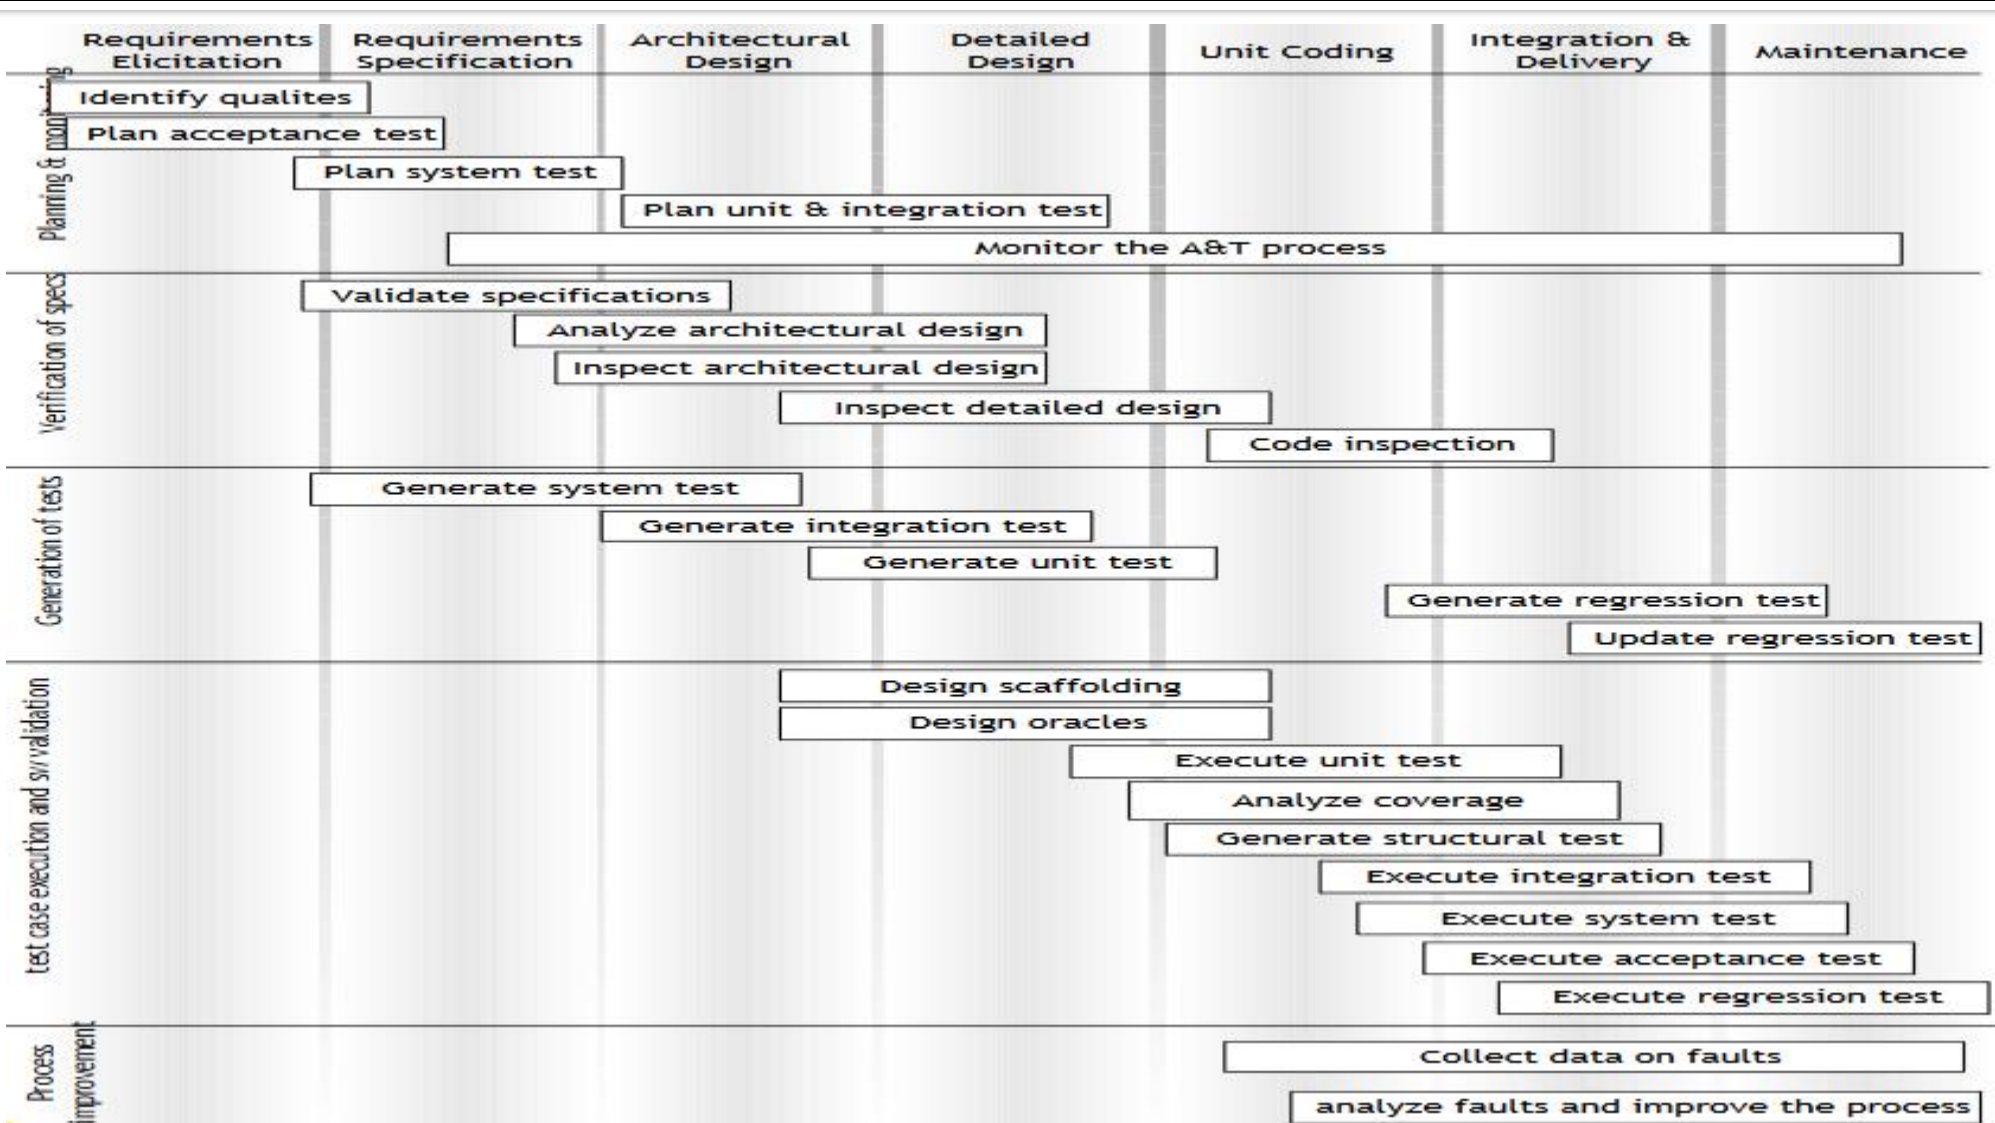 Requirements
Elicitation
Requirements
Specification
Architectural
Design
Detailed
Design
Unit Coding
Integration &
Delivery
Maintenance
Planning & monitoring
Identify qualites
Plan acceptance test
Plan system test
Plan unit & integration test
Monitor the A&T process
Verification of specs
Validate specifications
Analyze architectural design
Inspect architectural design
Inspect detailed design
Code inspection
Generation of tests
Generate system test
Generate integration test
Generate unit test
Generate regression test
Update regression test
test case execution and sw validation
Design scaffolding
Design oracles
Execute unit test
Analyze coverage
Generate structural test
Execute integration test
Execute system test
Execute acceptance test
Execute regression test
Process
improvement
Collect data on faults
analyze faults and improve the process